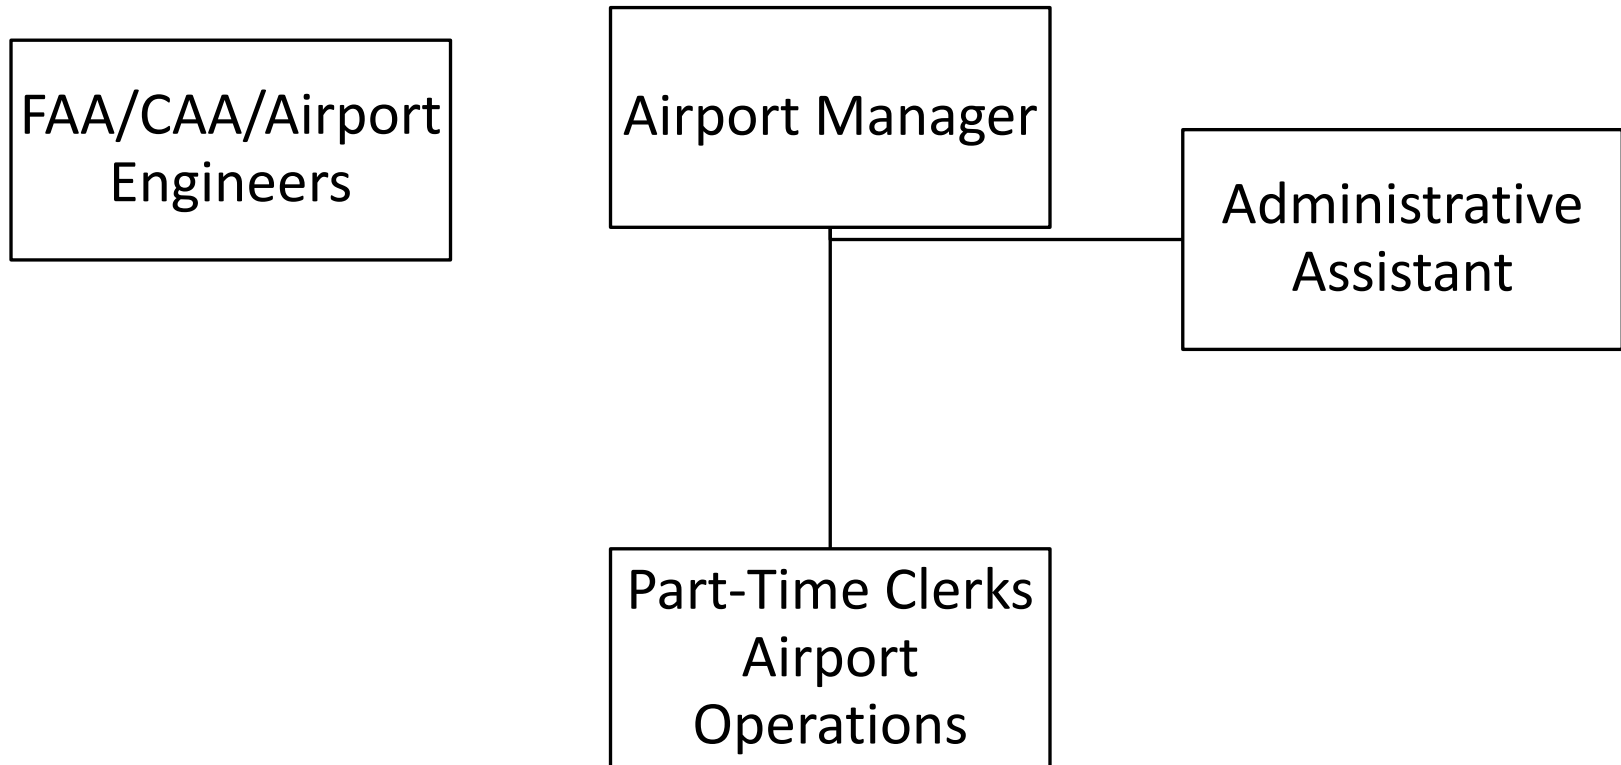 FAA/CAA/Airport
Engineers
Airport Manager
Administrative
Assistant
Part-Time Clerks
Airport
Operations